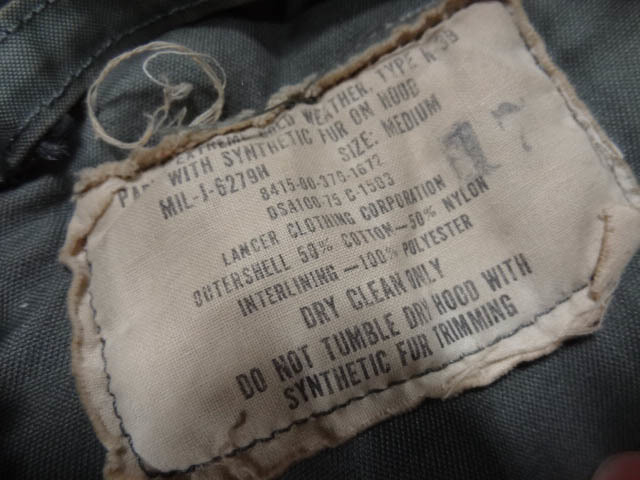 EXTREME COLD WEATHER, TYPE N-3B
WITH SYNTHETIC FUR ON HOOD
MIL-J-6279H SIZE: MEDIUM
8415-00-376-1672
DSA100-75-C-1583
LANCER CLOTHING CORPORATION
OUTERSHELL 50% COTTON-50% NYLON
INTERLINING-100% POLYESTER
DRY CLEAN ONLY
DO NOT TUMBLE DRY HOOD WITH
SYNTHETIC FUR TRIMMING